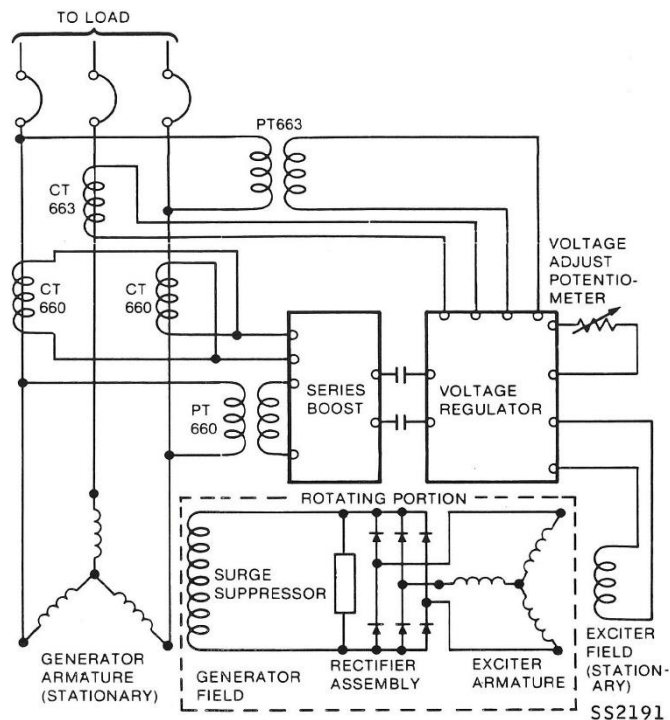 TO LOAD
PT663
CT
663
CT
660
CT
660
VOLTAGE
ADJUST
POTENTIO-
METER
PT
660
SERIES
BOOST
VOLTAGE
REGULATOR
ROTATING PORTION
SURGE
SUPPRESSOR
GENERATOR
ARMATURE
(STATIONARY)
GENERATOR
FIELD
RECTIFIER
ASSEMBLY
EXCITER
ARMATURE
EXCITER
FIELD
(STATION-
ARY)
SS2191